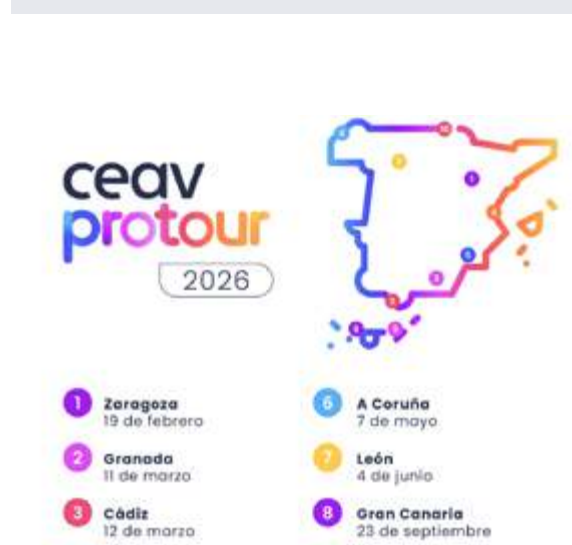 ceav
protour
2026
1 Zaragoza
19 de febrero
2 Granada
11 de marzo
3 Cádiz
12 de marzo
6 A Coruña
7 de mayo
7 León
4 de junio
8 Gran Canaria
23 de septiembre